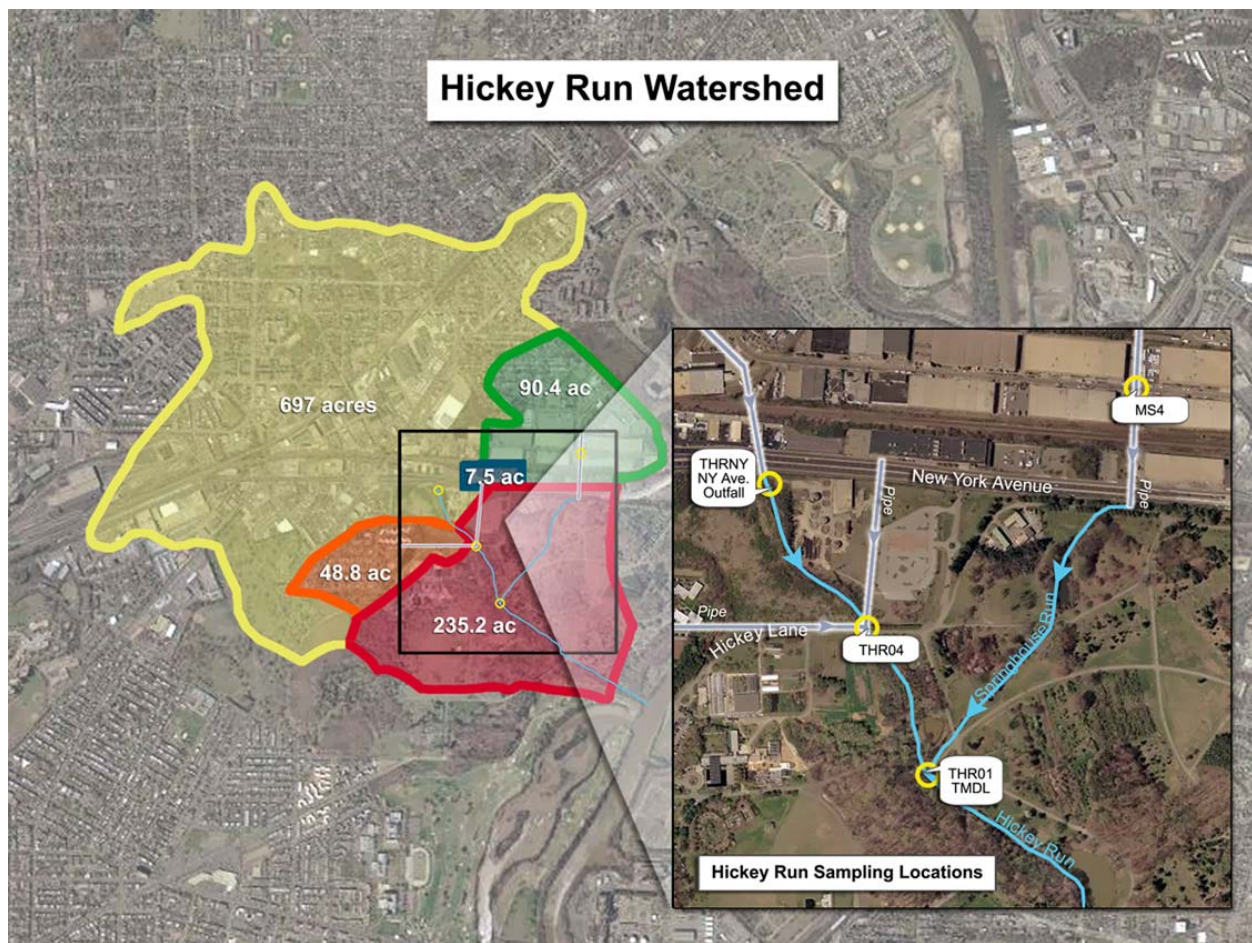 Hickey Run Watershed
697 acres
90.4 ac
7.5 ac
48.8 ac
235.2 ac
MS4
THRNY
NY Ave.
Outfall
New York Avenue
Pipe
Pipe
Pipe
Hickey Lane
THR04
Springhouse Run
THR01
TMDL
Hickey Run
Hickey Run Sampling Locations